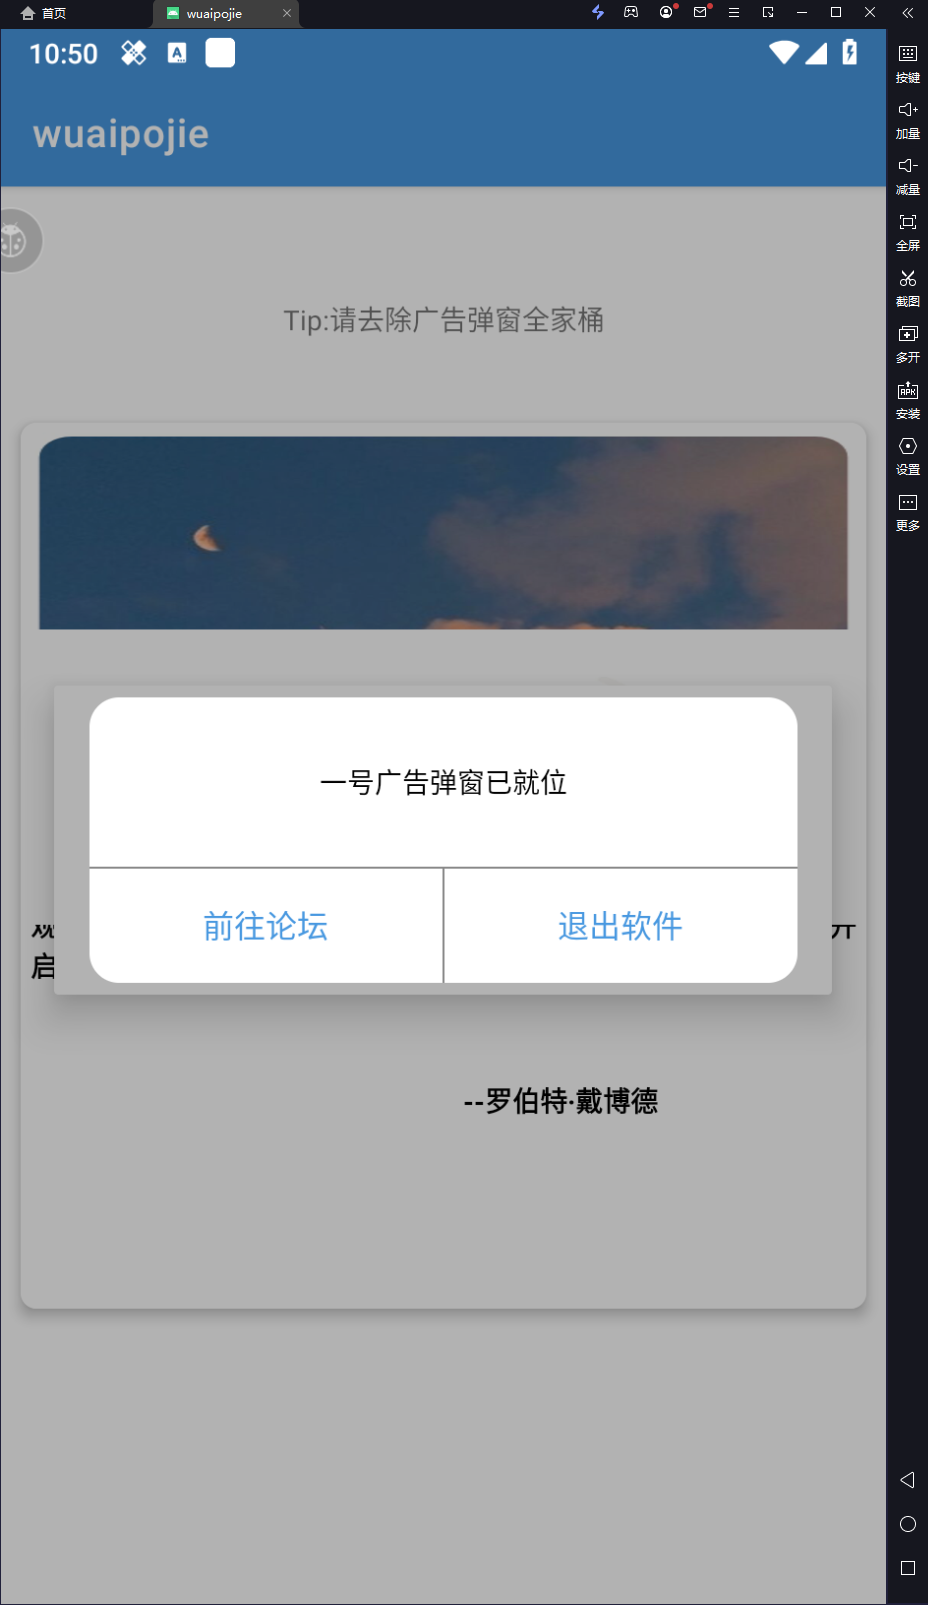 首页
wuaipojie
10:50
A
wuaipojie
按键
加量
减量
全屏
截图
多开
APK
安装
设置
更多
Tip:请去除广告弹窗全家桶
一号广告弹窗已就位
前往论坛
退出软件
开
启
--罗伯特·戴博德